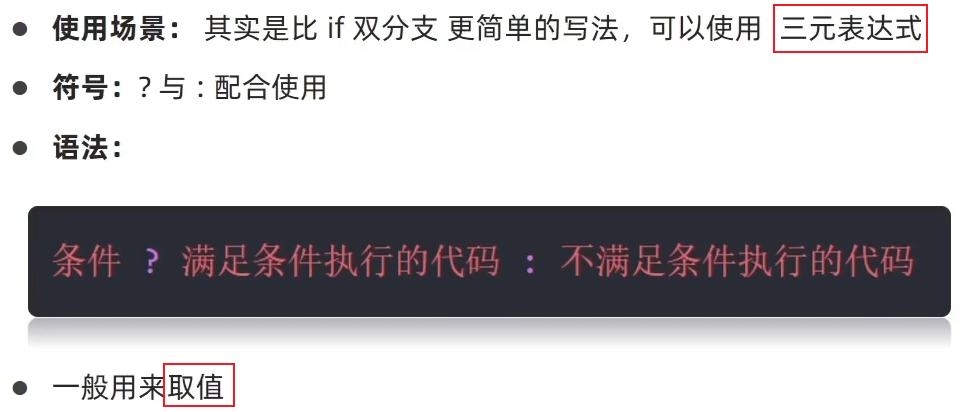 使用场景： 其实是比 if 双分支 更简单的写法，可以使用 三元表达式
符号：? 与 : 配合使用
语法：
条件 ? 满足条件执行的代码 : 不满足条件执行的代码
一般用来取值